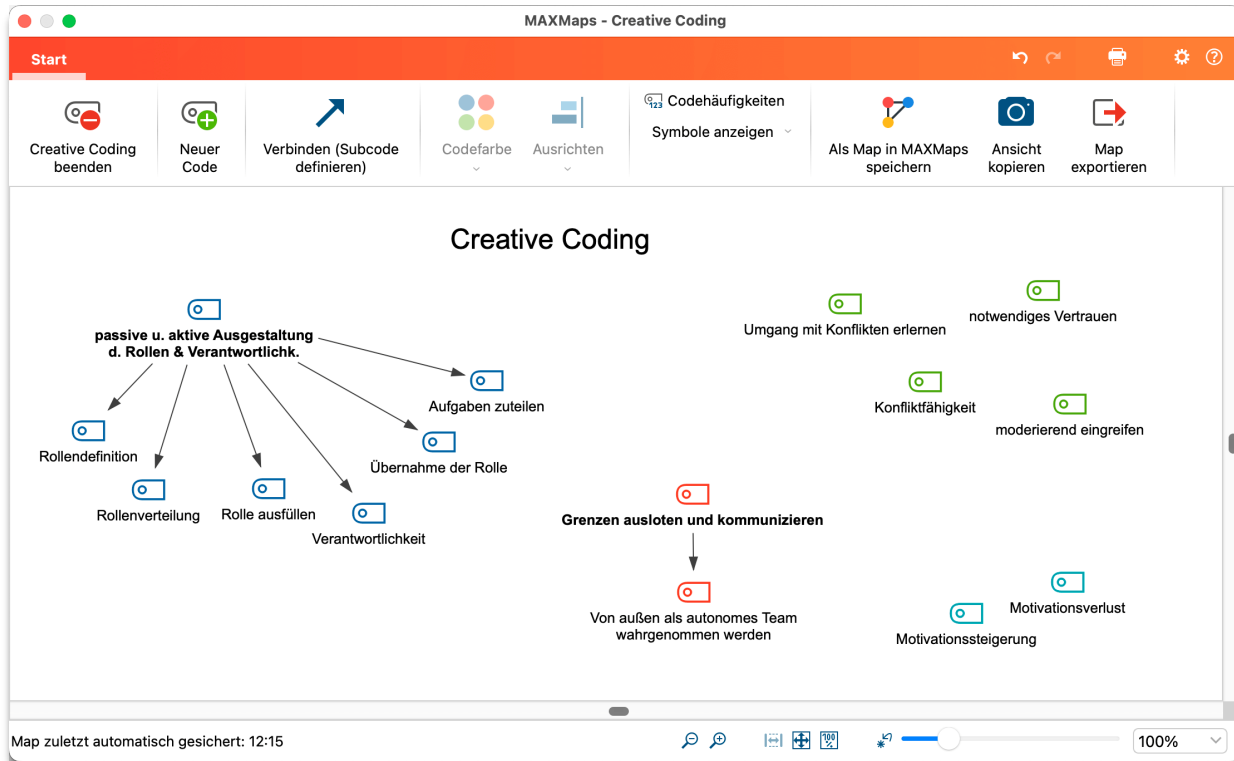 MAXMaps - Creative Coding
Start
Creative Coding
beenden
Neuer
Code
Verbinden (Subcode
definieren)
Codefarbe
Ausrichten
123 Codehäufigkeiten
Symbole anzeigen
Als Map in MAXMaps
speichern
Ansicht
kopieren
Map
exportieren
Creative Coding
passive u. aktive Ausgestaltung
d. Rollen & Verantwortlichk.
Aufgaben zuteilen
Rollendefinition
Übernahme der Rolle
Rollenverteilung
Rolle ausfüllen
Verantwortlichkeit
Umgang mit Konflikten erlernen
notwendiges Vertrauen
Konfliktfähigkeit
moderierend eingreifen
Grenzen ausloten und kommunizieren
Von außen als autonomes Team
wahrgenommen werden
Motivationsverlust
Motivationssteigerung
Map zuletzt automatisch gesichert: 12:15
100%
100%